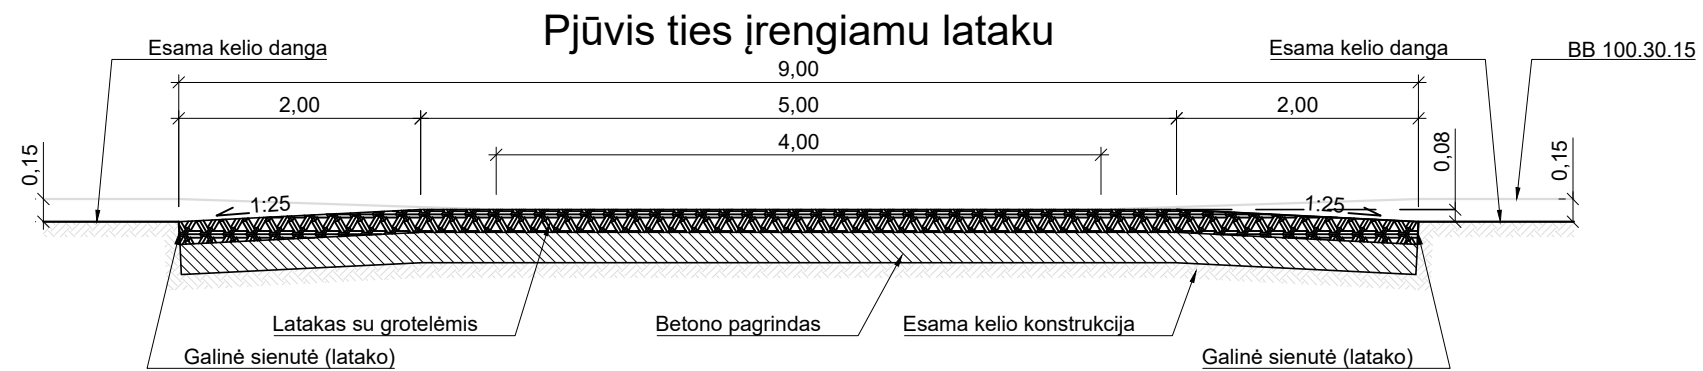 Pjūvis ties įrengiamu lataku
Esama kelio danga
Esama kelio danga
BB 100.30.15
9,00
2,00
5,00
2,00
4,00
0,15
0,08
0,15
1:25
1:25
Latakas su grotelėmis
Betono pagrindas
Esama kelio konstrukcija
Galinė sienutė (latako)
Galinė sienutė (latako)